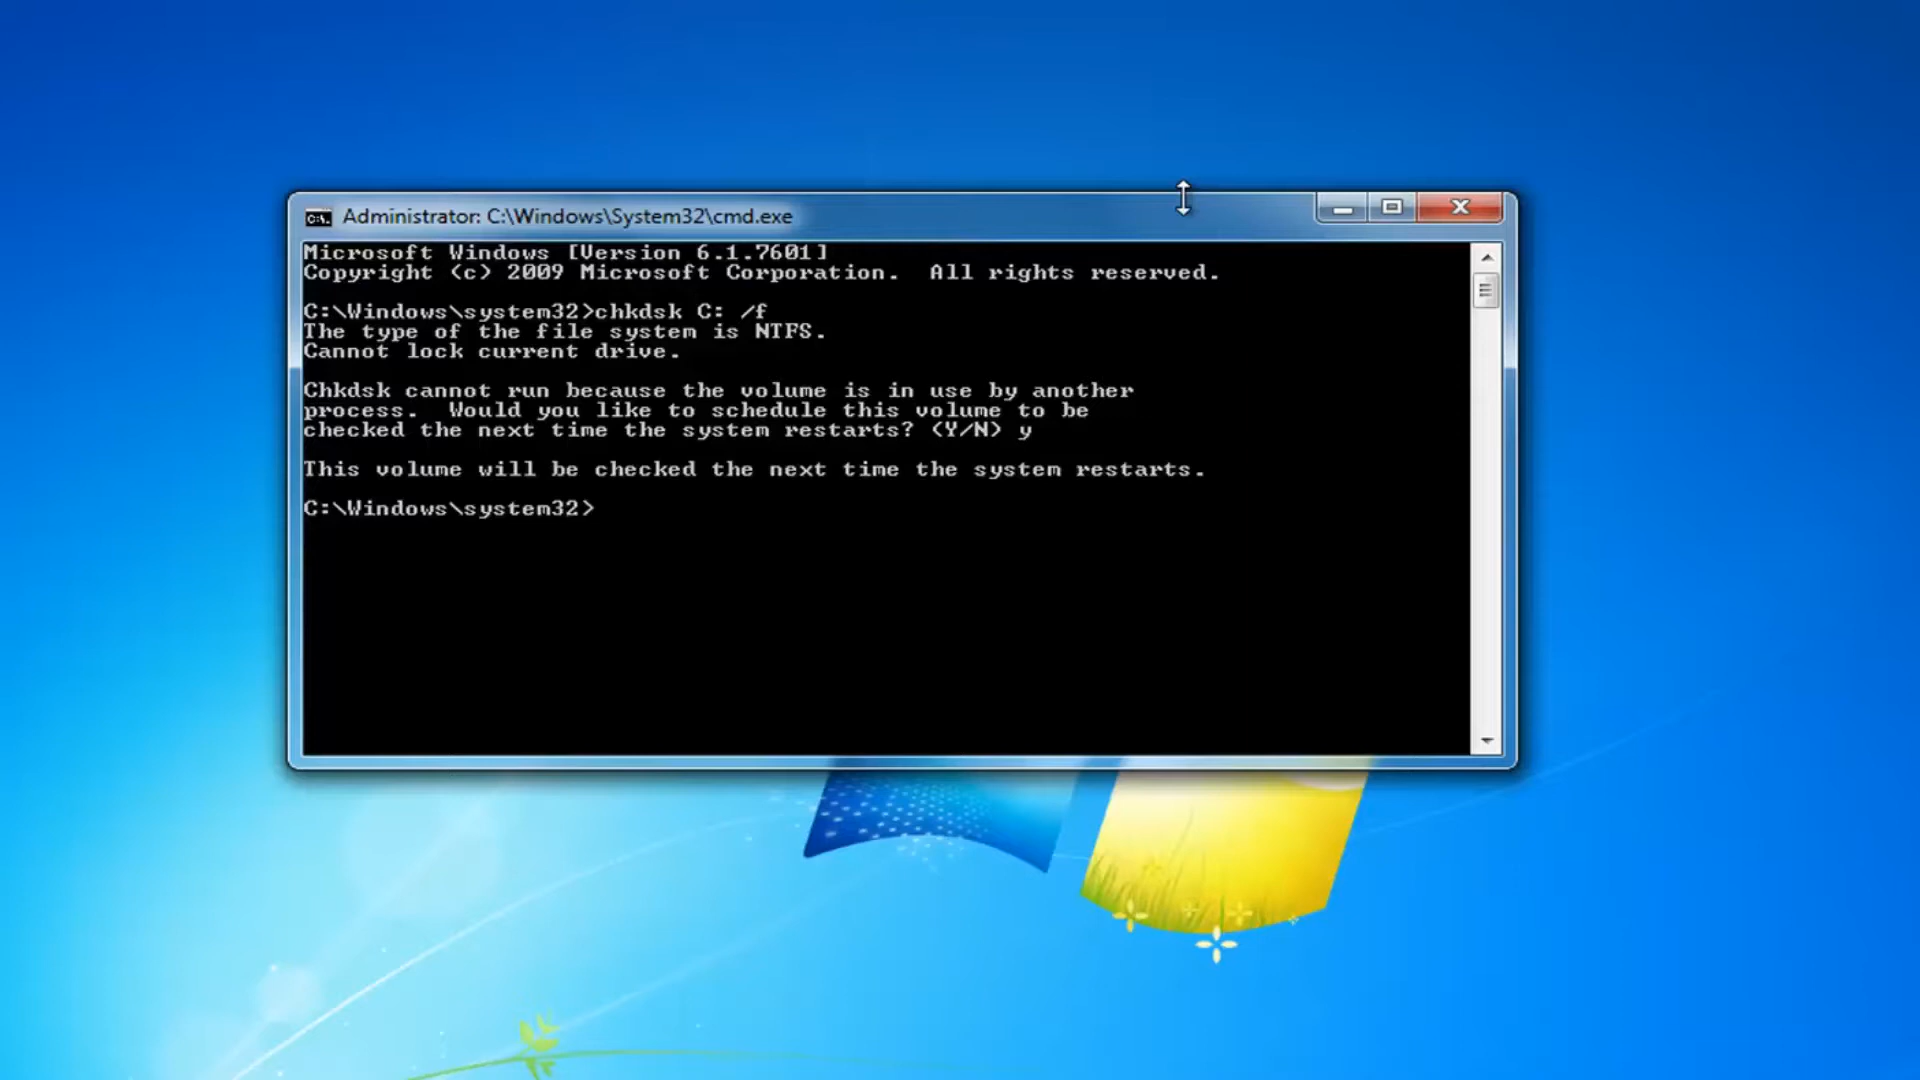 Administrator: C:\Windows\System32\cmd.exe
Microsoft Windows [Version 6.1.7601]
Copyright (c) 2009 Microsoft Corporation.  All rights reserved.
C:\Windows\system32>chkdsk C: /f
The type of the file system is NTFS.
Cannot lock current drive.
Chkdsk cannot run because the volume is in use by another
process.  Would you like to schedule this volume to be
checked the next time the system restarts? (Y/N) y
This volume will be checked the next time the system restarts.
C:\Windows\system32>